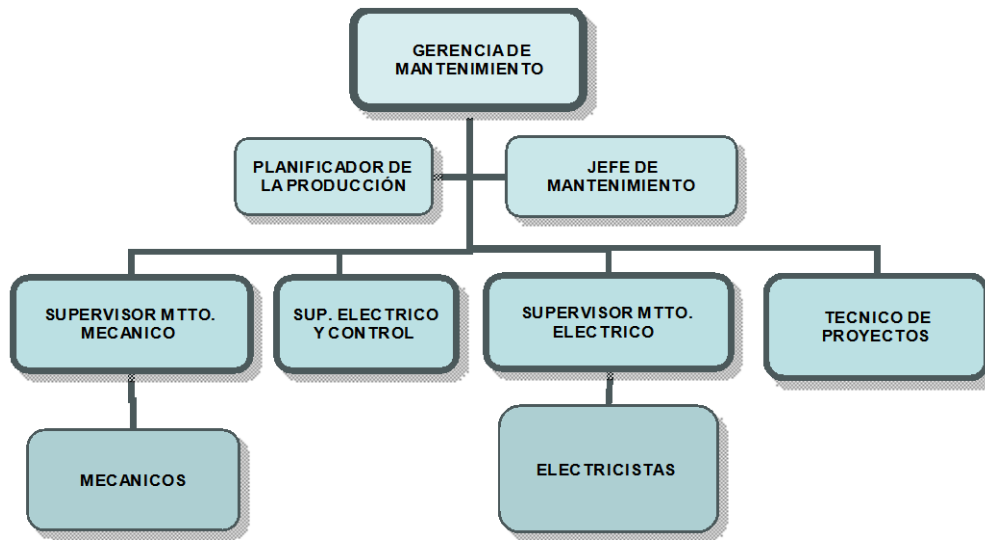 GERENCIA DE
MANTENIMIENTO
PLANIFICADOR DE
LA PRODUCCIÓN
JEFE DE
MANTENIMIENTO
SUPERVISOR MTTO.
MECANICO
SUP. ELECTRICO
Y CONTROL
SUPERVISOR MTTO.
ELECTRICO
TECNICO DE
PROYECTOS
MECANICOS
ELECTRICISTAS